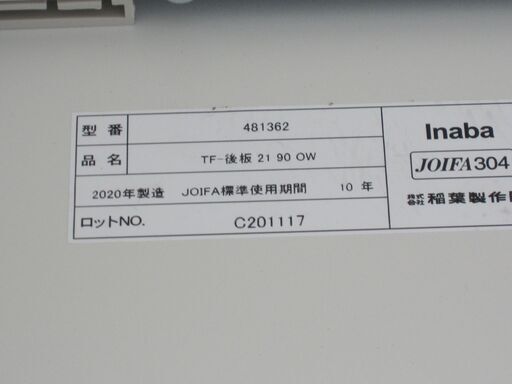 型番 481362
品名 TF-後板 21 90 OW
2020年製造 JOIFA標準使用期間 10 年
ロットNO. C201117
Inaba
JOIFA304
株式会社 稲葉製作